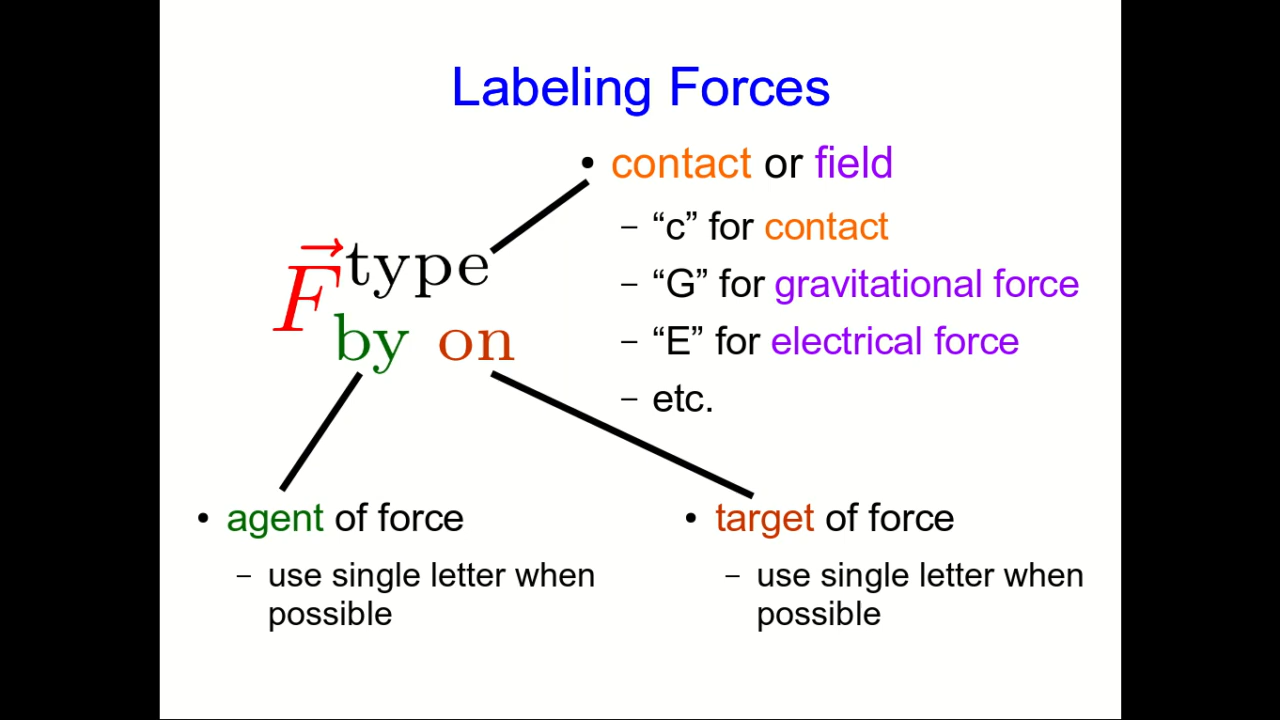 Labeling Forces
• contact or field
– “c” for contact
– “G” for gravitational force
– “E” for electrical force
– etc.
F type
by on
• agent of force
– use single letter when
possible
• target of force
– use single letter when
possible